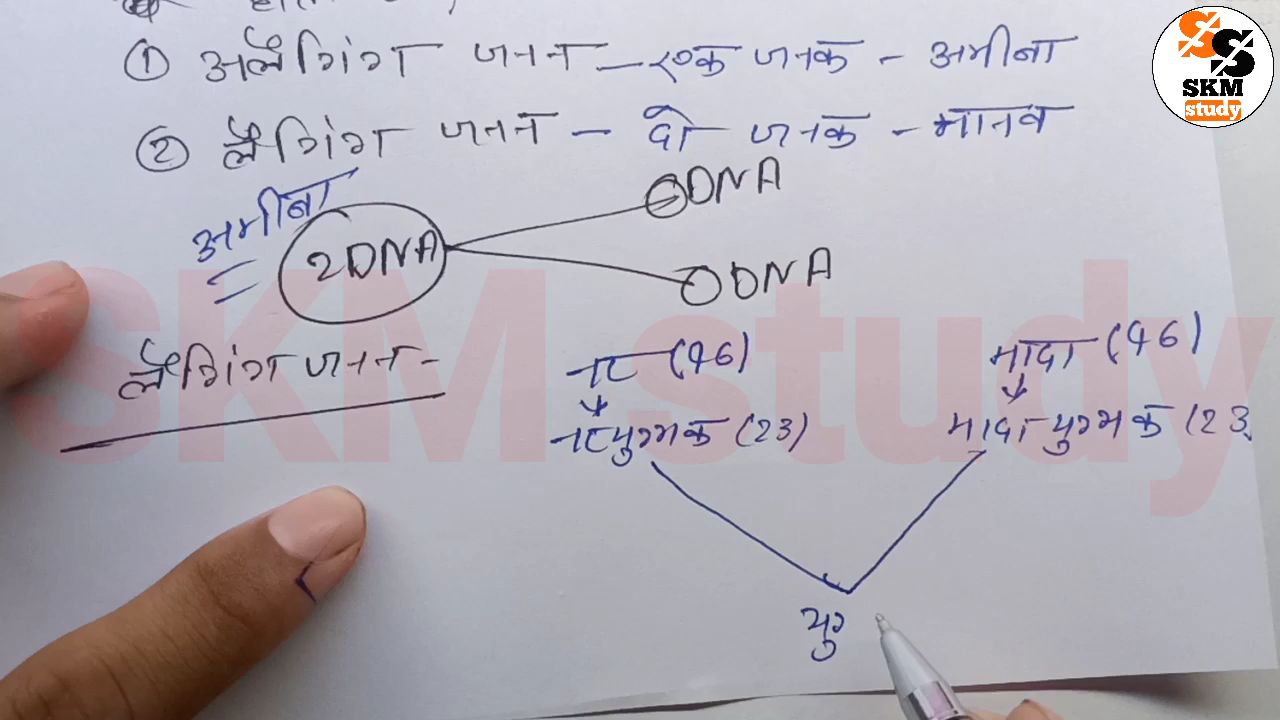 ① अलैगिंग जनन – एक जनक - अमीबा
② लैगिंग जनन – दो जनक - मानव
अमीबा
= 2DNA
DNA
DNA
लैगिंग जनन -
नर (46)
मादा (46)
नरयुग्मक (23)
मादा युग्मक (23
युग
SKM study
SKM study